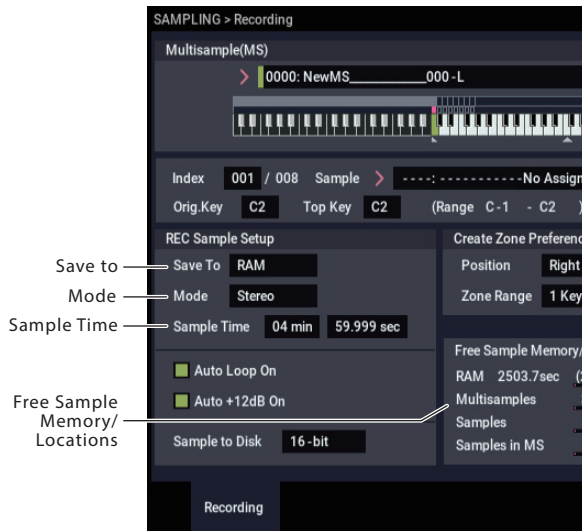 SAMPLING > Recording
Multisample(MS)
0000: NewMS____________000-L
Index 001 / 008 Sample ----:-----------No Assign
Orig.Key C2 Top Key C2 (Range C-1 - C2 )
REC Sample Setup
Save to
Save To RAM
Mode
Mode Stereo
Sample Time
Sample Time 04 min 59.999 sec
Auto Loop On
Auto +12dB On
Sample to Disk 16-bit
Create Zone Preferenc
Position Right
Zone Range 1 Key
Free Sample Memory/
RAM 2503.7sec
Multisamples
Samples
Samples in MS
Free Sample
Memory/
Locations
Recording